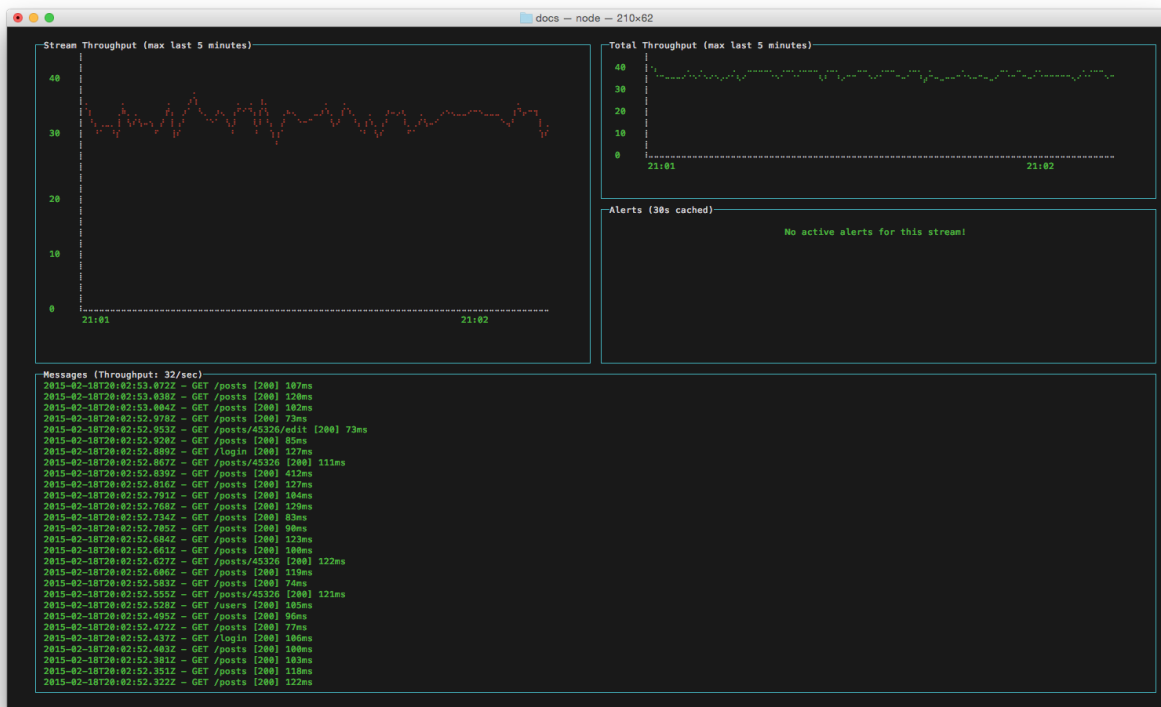 docs — node — 210×62
Stream Throughput (max last 5 minutes)
40
30
20
10
0
21:01 21:02
Total Throughput (max last 5 minutes)
40
30
20
10
0
21:01 21:02
Alerts (30s cached)
No active alerts for this stream!
Messages (Throughput: 32/sec)
2015-02-18T20:02:53.072Z - GET /posts [200] 107ms
2015-02-18T20:02:53.038Z - GET /posts [200] 120ms
2015-02-18T20:02:53.004Z - GET /posts [200] 102ms
2015-02-18T20:02:52.978Z - GET /posts [200] 73ms
2015-02-18T20:02:52.953Z - GET /posts/45326/edit [200] 73ms
2015-02-18T20:02:52.920Z - GET /posts [200] 85ms
2015-02-18T20:02:52.889Z - GET /login [200] 127ms
2015-02-18T20:02:52.867Z - GET /posts/45326 [200] 111ms
2015-02-18T20:02:52.839Z - GET /posts [200] 412ms
2015-02-18T20:02:52.816Z - GET /posts [200] 127ms
2015-02-18T20:02:52.791Z - GET /posts [200] 104ms
2015-02-18T20:02:52.768Z - GET /posts [200] 129ms
2015-02-18T20:02:52.734Z - GET /posts [200] 83ms
2015-02-18T20:02:52.705Z - GET /posts [200] 90ms
2015-02-18T20:02:52.684Z - GET /posts [200] 123ms
2015-02-18T20:02:52.661Z - GET /posts [200] 100ms
2015-02-18T20:02:52.627Z - GET /posts/45326 [200] 122ms
2015-02-18T20:02:52.606Z - GET /posts [200] 119ms
2015-02-18T20:02:52.583Z - GET /posts [200] 74ms
2015-02-18T20:02:52.555Z - GET /posts/45326 [200] 121ms
2015-02-18T20:02:52.528Z - GET /users [200] 105ms
2015-02-18T20:02:52.495Z - GET /posts [200] 96ms
2015-02-18T20:02:52.472Z - GET /posts [200] 77ms
2015-02-18T20:02:52.437Z - GET /login [200] 106ms
2015-02-18T20:02:52.403Z - GET /posts [200] 100ms
2015-02-18T20:02:52.381Z - GET /posts [200] 103ms
2015-02-18T20:02:52.351Z - GET /posts [200] 118ms
2015-02-18T20:02:52.322Z - GET /posts [200] 122ms